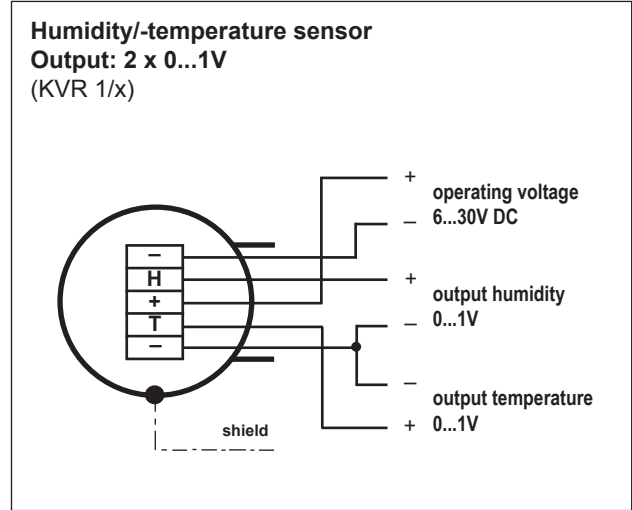 Humidity/-temperature sensor
Output: 2 x 0...1V
(KVR 1/x)
+
operating voltage
– 6...30V DC
–
H
+
T
–
+
output humidity
– 0...1V
–
output temperature
+ 0...1V
shield